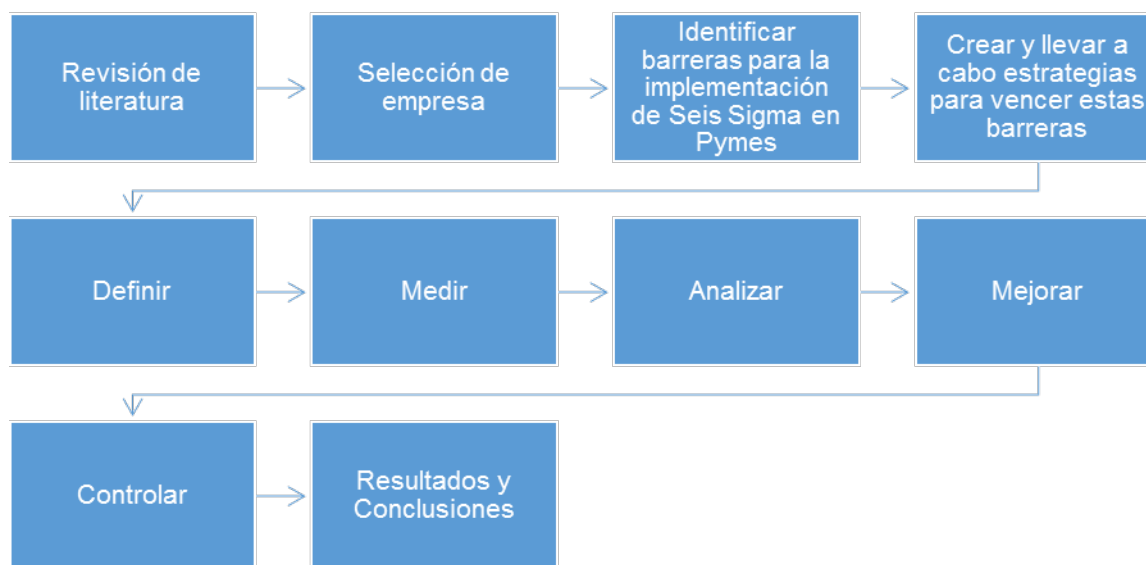 Revisión de
literatura
Selección de
empresa
Identificar
barreras para la
implementación
de Seis Sigma en
Pymes
Crear y llevar a
cabo estrategias
para vencer estas
barreras
Definir
Medir
Analizar
Mejorar
Controlar
Resultados y
Conclusiones